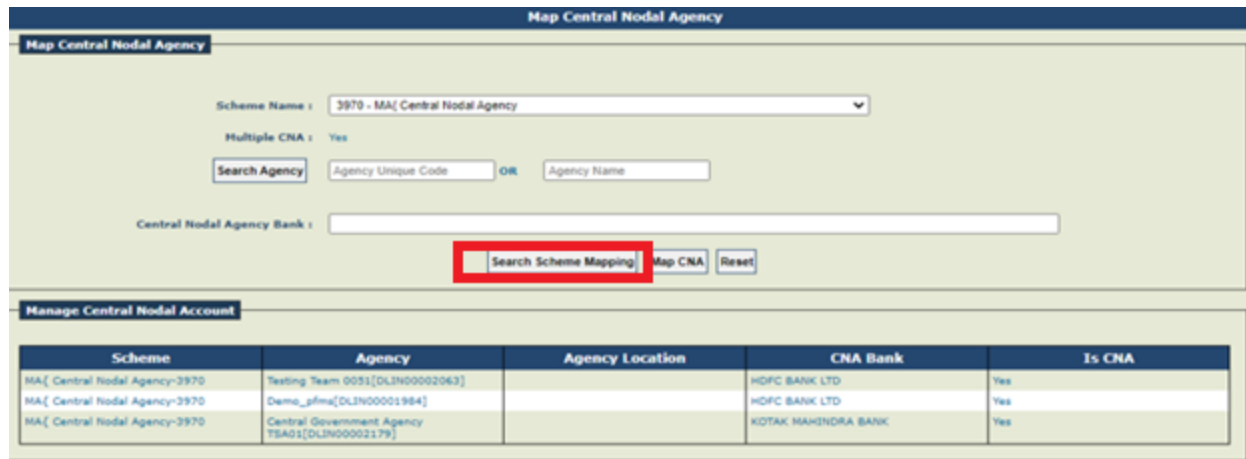 Map Central Nodal Agency
Map Central Nodal Agency
Scheme Name : 3970 - MA{ Central Nodal Agency
Multiple CNA : Yes
Search Agency Agency Unique Code OR Agency Name
Central Nodal Agency Bank :
Search Scheme Mapping Map CNA Reset
Manage Central Nodal Account
Scheme Agency Agency Location CNA Bank Is CNA
MA{ Central Nodal Agency-3970 Testing Team 0051[DLIN00002063] HDFC BANK LTD Yes
MA{ Central Nodal Agency-3970 Demo_pfms[DLIN00001984] HDFC BANK LTD Yes
MA{ Central Nodal Agency-3970 Central Government Agency KOTAK MAHINDRA BANK Yes
TSA01[DLIN00002179]